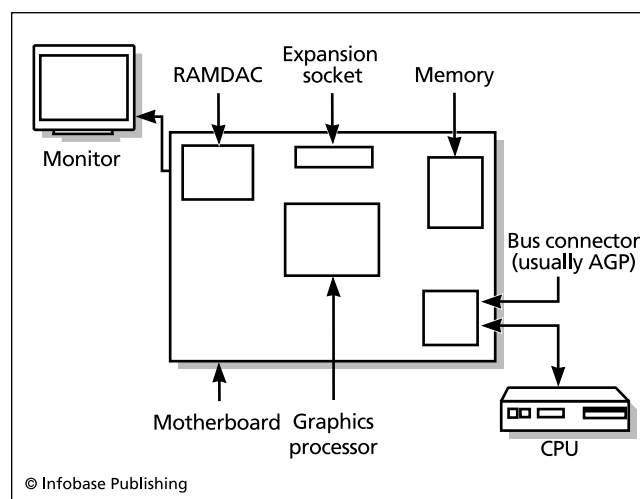 RAMDAC
Expansion
socket
Memory
Monitor
Bus connector
(usually AGP)
Motherboard
Graphics
processor
CPU
© Infobase Publishing